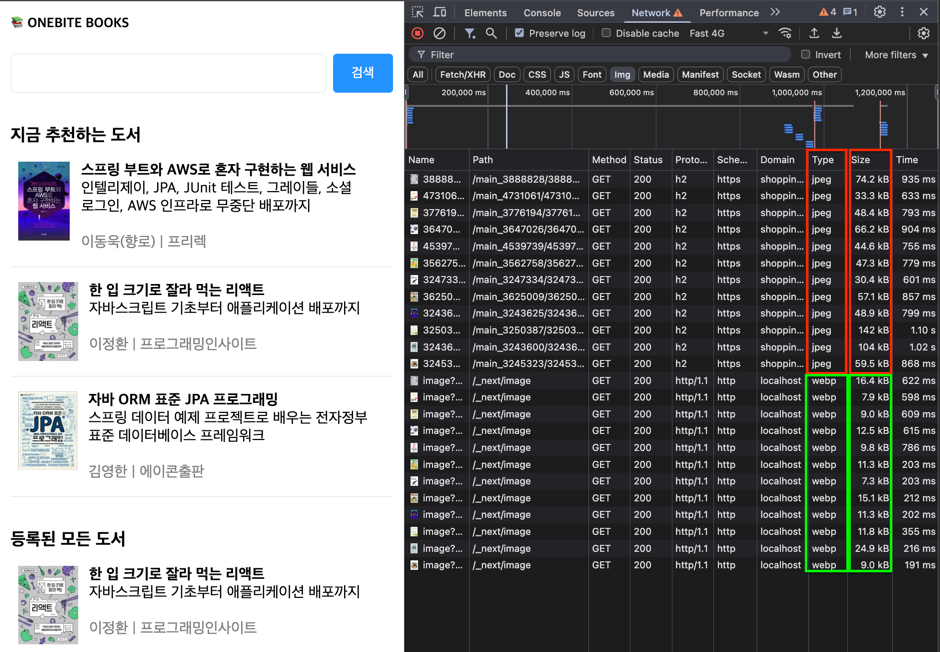 ONEBITE BOOKS
검색
지금 추천하는 도서
스프링 부트와 AWS로 혼자 구현하는 웹 서비스
인텔리제이, JPA, JUnit 테스트, 그레이들, 소셜
로그인, AWS 인프라로 무중단 배포까지
이동욱(향로) | 프리렉
한 입 크기로 잘라 먹는 리액트
자바스크립트 기초부터 애플리케이션 배포까지
이정환 | 프로그래밍인사이트
자바 ORM 표준 JPA 프로그래밍
스프링 데이터 예제 프로젝트로 배우는 전자정부
표준 데이터베이스 프레임워크
김영한 | 에이콘출판
등록된 모든 도서
한 입 크기로 잘라 먹는 리액트
자바스크립트 기초부터 애플리케이션 배포까지
이정환 | 프로그래밍인사이트
Elements Console Sources Network Performance 4 1
Preserve log Disable cache Fast 4G
Filter Invert More filters
All Fetch/XHR Doc CSS JS Font Img Media Manifest Socket Wasm Other
200,000 ms 400,000 ms 600,000 ms 800,000 ms 1,000,000 ms 1,200,000 ms
Name Path Method Status Proto... Sche... Domain Type Size Time
38888... /main_3888828/3888... GET 200 h2 https shoppin... jpeg 74.2 kB 935 ms
473106... /main_4731061/47310... GET 200 h2 https shoppin... jpeg 33.3 kB 633 ms
377619... /main_3776194/37761... GET 200 h2 https shoppin... jpeg 48.4 kB 793 ms
36470... /main_3647026/36470... GET 200 h2 https shoppin... jpeg 66.2 kB 904 ms
45397... /main_4539739/45397... GET 200 h2 https shoppin... jpeg 44.6 kB 755 ms
356275... /main_3562758/35627... GET 200 h2 https shoppin... jpeg 47.3 kB 779 ms
324733... /main_3247334/32473... GET 200 h2 https shoppin... jpeg 30.4 kB 601 ms
36250... /main_3625009/36250... GET 200 h2 https shoppin... jpeg 57.1 kB 857 ms
32436... /main_3243625/32436... GET 200 h2 https shoppin... jpeg 48.9 kB 799 ms
32503... /main_3250387/32503... GET 200 h2 https shoppin... jpeg 142 kB 1.10 s
32436... /main_3243600/32436... GET 200 h2 https shoppin... jpeg 104 kB 1.02 s
32453... /main_3245323/32453... GET 200 h2 https shoppin... jpeg 59.5 kB 868 ms
image?... /_next/image GET 200 http/1.1 http localhost webp 16.4 kB 622 ms
image?... /_next/image GET 200 http/1.1 http localhost webp 7.9 kB 598 ms
image?... /_next/image GET 200 http/1.1 http localhost webp 9.0 kB 609 ms
image?... /_next/image GET 200 http/1.1 http localhost webp 12.5 kB 615 ms
image?... /_next/image GET 200 http/1.1 http localhost webp 9.8 kB 786 ms
image?... /_next/image GET 200 http/1.1 http localhost webp 11.3 kB 203 ms
image?... /_next/image GET 200 http/1.1 http localhost webp 7.3 kB 203 ms
image?... /_next/image GET 200 http/1.1 http localhost webp 15.1 kB 212 ms
image?... /_next/image GET 200 http/1.1 http localhost webp 11.3 kB 202 ms
image?... /_next/image GET 200 http/1.1 http localhost webp 11.8 kB 355 ms
image?... /_next/image GET 200 http/1.1 http localhost webp 24.9 kB 216 ms
image?... /_next/image GET 200 http/1.1 http localhost webp 9.0 kB 191 ms